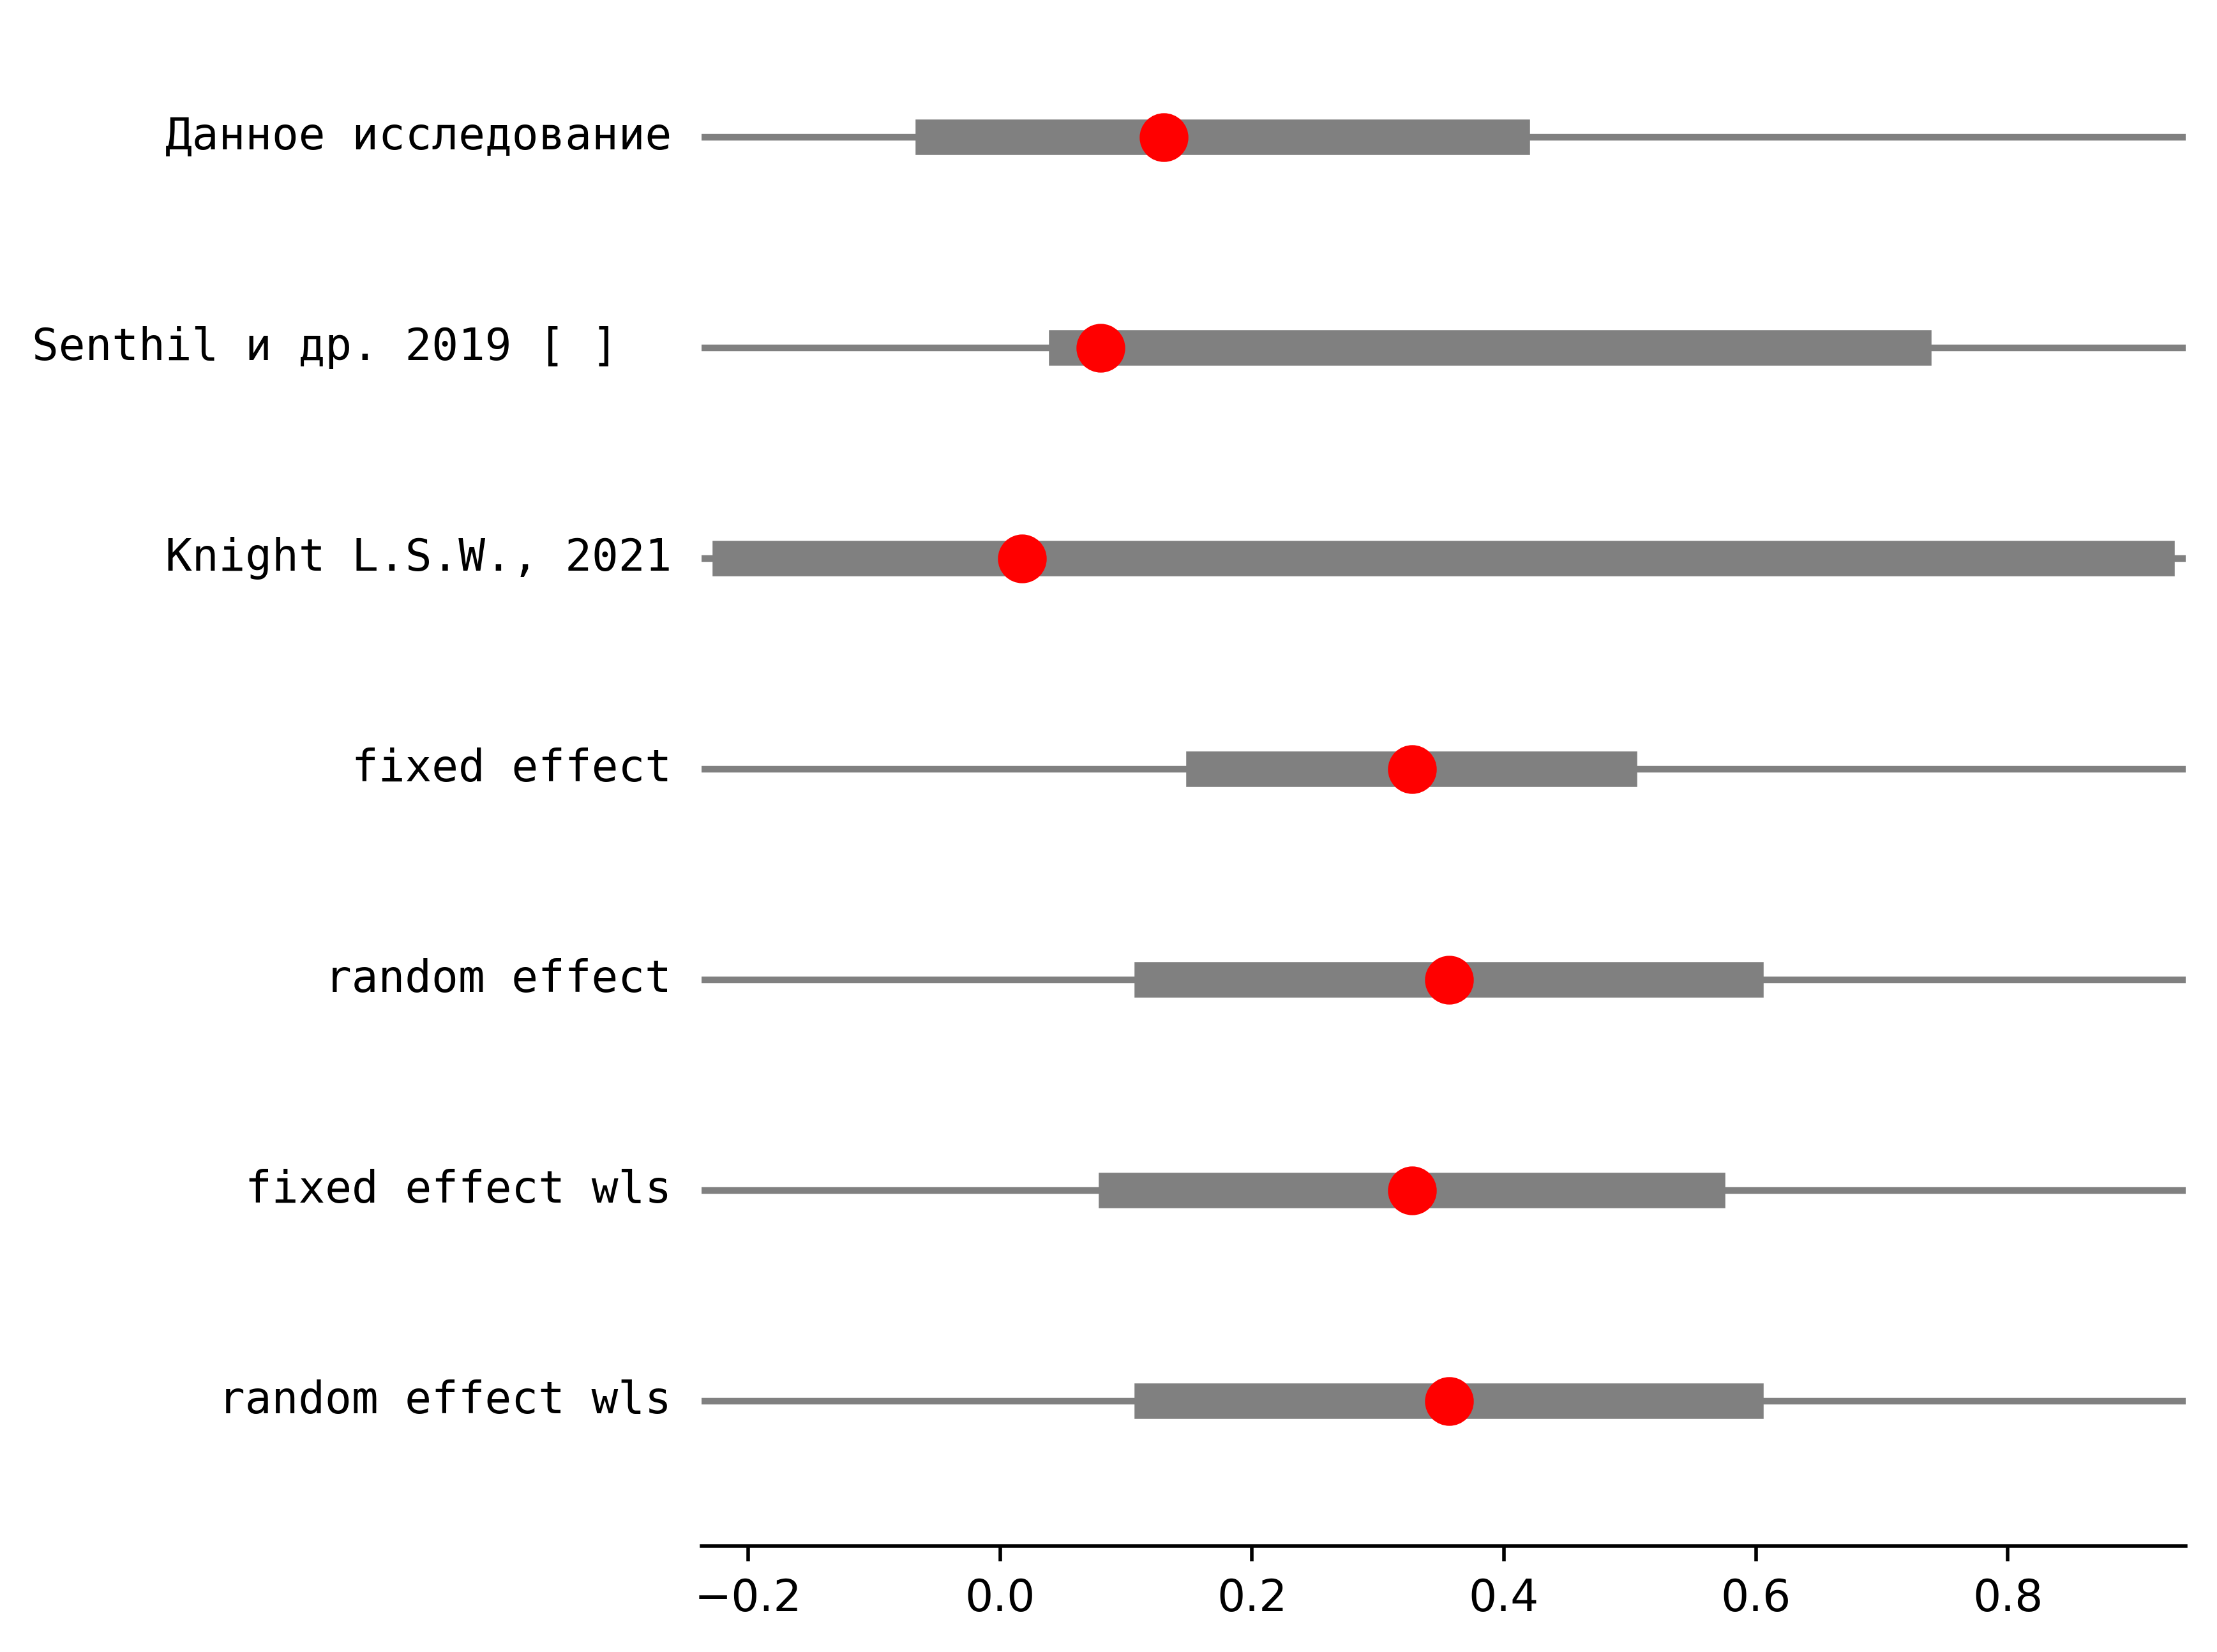 Данное исследование
Senthil и др. 2019 [ ]
Knight L.S.W., 2021
fixed effect
random effect
fixed effect wls
random effect wls
−0.2 0.0 0.2 0.4 0.6 0.8